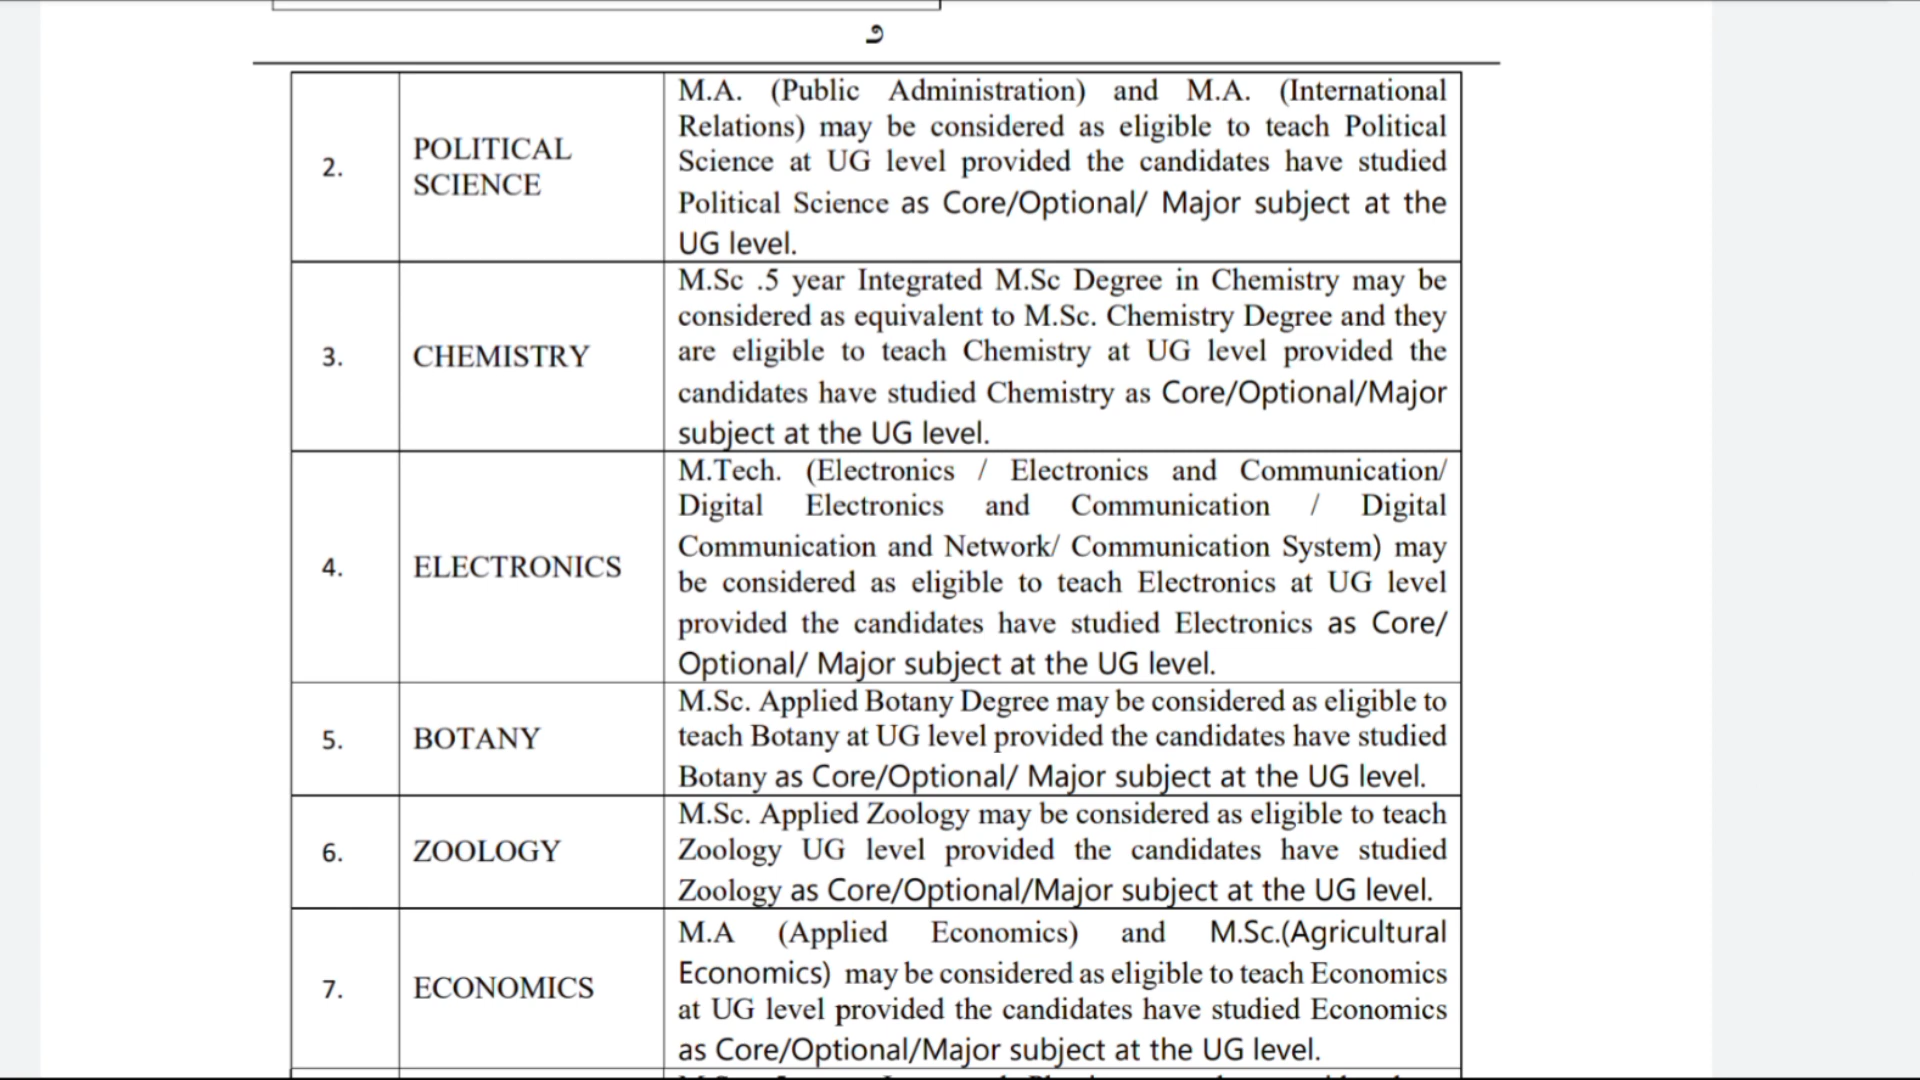 ೨
2.
POLITICAL
SCIENCE
M.A. (Public Administration) and M.A. (International
Relations) may be considered as eligible to teach Political
Science at UG level provided the candidates have studied
Political Science as Core/Optional/ Major subject at the
UG level.
3.
CHEMISTRY
M.Sc .5 year Integrated M.Sc Degree in Chemistry may be
considered as equivalent to M.Sc. Chemistry Degree and they
are eligible to teach Chemistry at UG level provided the
candidates have studied Chemistry as Core/Optional/Major
subject at the UG level.
4.
ELECTRONICS
M.Tech. (Electronics / Electronics and Communication/
Digital Electronics and Communication / Digital
Communication and Network/ Communication System) may
be considered as eligible to teach Electronics at UG level
provided the candidates have studied Electronics as Core/
Optional/ Major subject at the UG level.
5.
BOTANY
M.Sc. Applied Botany Degree may be considered as eligible to
teach Botany at UG level provided the candidates have studied
Botany as Core/Optional/ Major subject at the UG level.
6.
ZOOLOGY
M.Sc. Applied Zoology may be considered as eligible to teach
Zoology UG level provided the candidates have studied
Zoology as Core/Optional/Major subject at the UG level.
7.
ECONOMICS
M.A (Applied Economics) and M.Sc.(Agricultural
Economics) may be considered as eligible to teach Economics
at UG level provided the candidates have studied Economics
as Core/Optional/Major subject at the UG level.